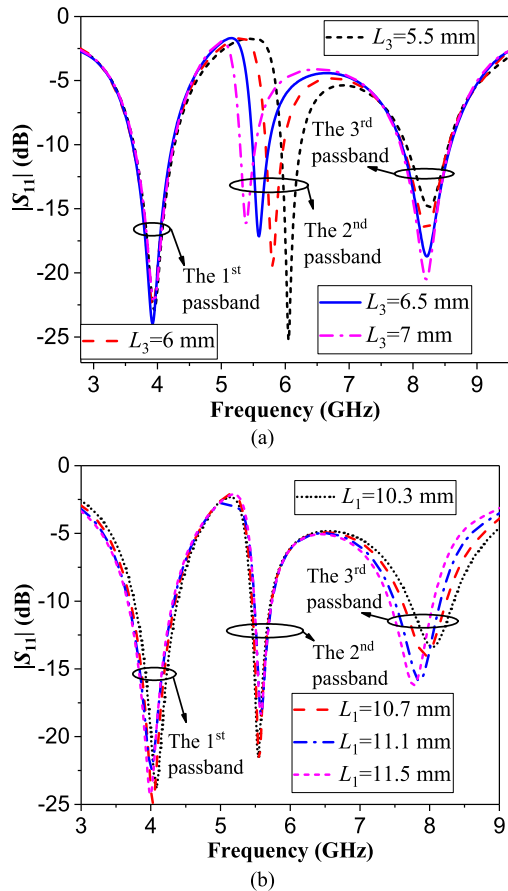 0
-5
-10
-15
-20
-25
|S₁₁| (dB)
L₃=5.5 mm
The 3ʳᵈ
passband
The 2ⁿᵈ
passband
The 1ˢᵗ
passband
L₃=6 mm
L₃=6.5 mm
L₃=7 mm
3 4 5 6 7 8 9
Frequency (GHz)
(a)
0
-5
-10
-15
-20
-25
|S₁₁| (dB)
L₁=10.3 mm
The 3ʳᵈ
passband
The 2ⁿᵈ
passband
The 1ˢᵗ
passband
L₁=10.7 mm
L₁=11.1 mm
L₁=11.5 mm
3 4 5 6 7 8 9
Frequency (GHz)
(b)